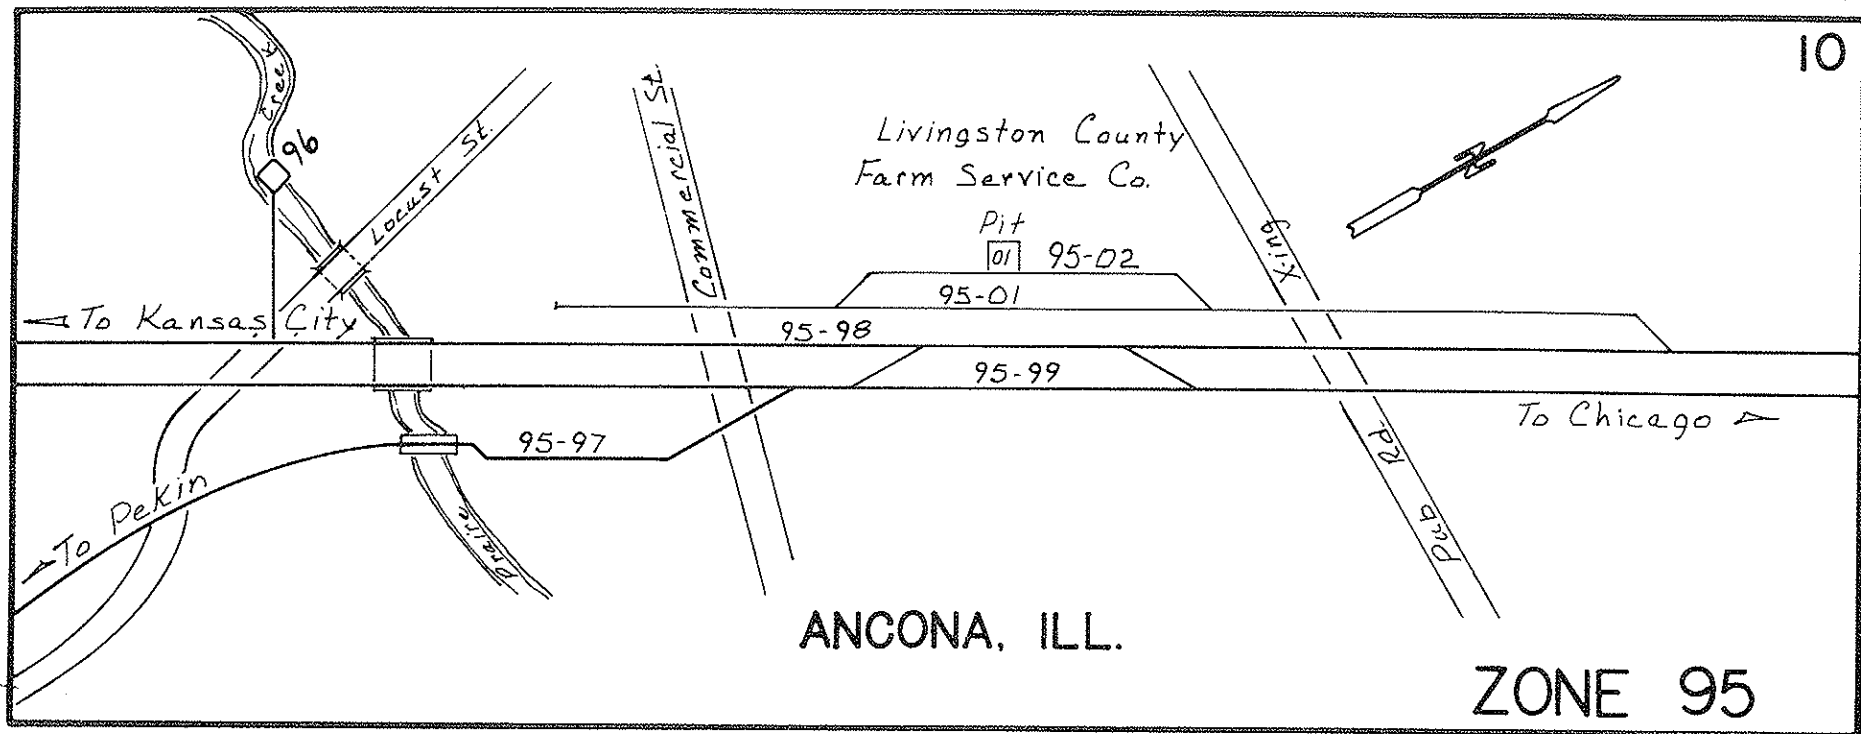 10
Creek
96
Locust St.
Commercial St.
Livingston County
Farm Service Co.
Pit
01 95-02
95-01
X-ing
N
To Kansas City
95-98
95-99
To Chicago
95-97
To Pekin
Prairie
Pub Rd.
ANCONA, ILL.
ZONE 95